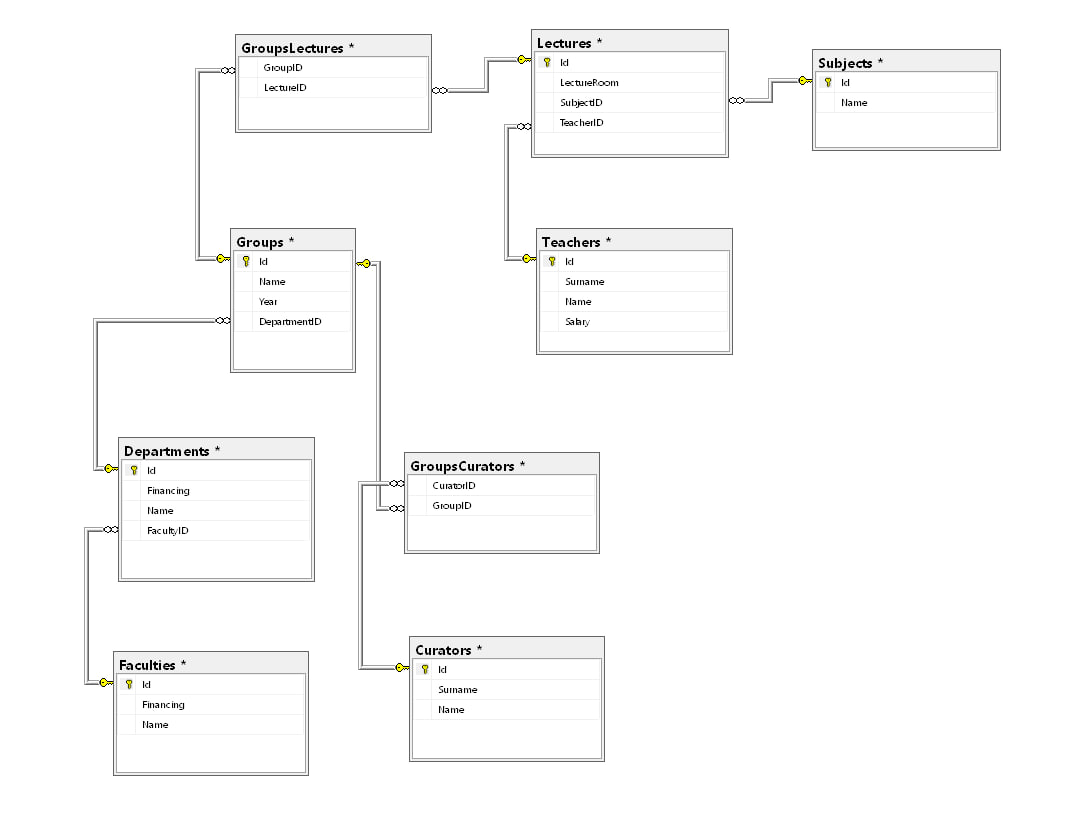 GroupsLectures *
GroupID
LectureID
Lectures *
Id
LectureRoom
SubjectID
TeacherID
Subjects *
Id
Name
Groups *
Id
Name
Year
DepartmentID
Teachers *
Id
Surname
Name
Salary
Departments *
Id
Financing
Name
FacultyID
GroupsCurators *
CuratorID
GroupID
Faculties *
Id
Financing
Name
Curators *
Id
Surname
Name